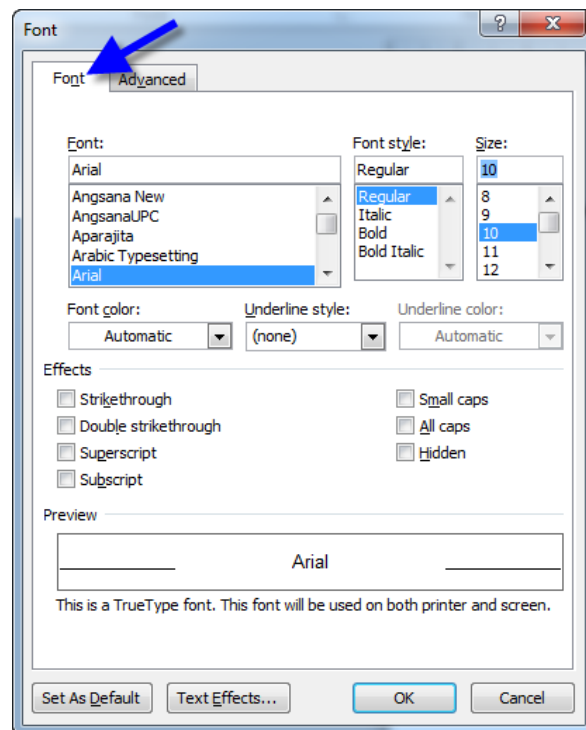 Font
?
X
Font Advanced
Font: Font style: Size:
Arial Regular 10
Angsana New Regular 8
AngsanaUPC Italic 9
Aparajita Bold 10
Arabic Typesetting Bold Italic 11
Arial 12
Font color: Underline style: Underline color:
Automatic (none) Automatic
Effects
Strikethrough Small caps
Double strikethrough All caps
Superscript Hidden
Subscript
Preview
Arial
This is a TrueType font. This font will be used on both printer and screen.
Set As Default Text Effects... OK Cancel